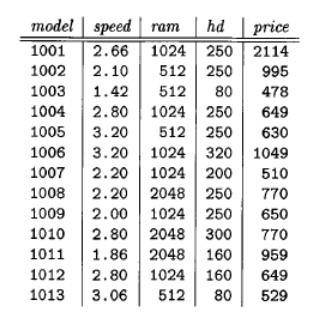 model speed ram hd price
1001 2.66 1024 250 2114
1002 2.10 512 250 995
1003 1.42 512 80 478
1004 2.80 1024 250 649
1005 3.20 512 250 630
1006 3.20 1024 320 1049
1007 2.20 1024 200 510
1008 2.20 2048 250 770
1009 2.00 1024 250 650
1010 2.80 2048 300 770
1011 1.86 2048 160 959
1012 2.80 1024 160 649
1013 3.06 512 80 529